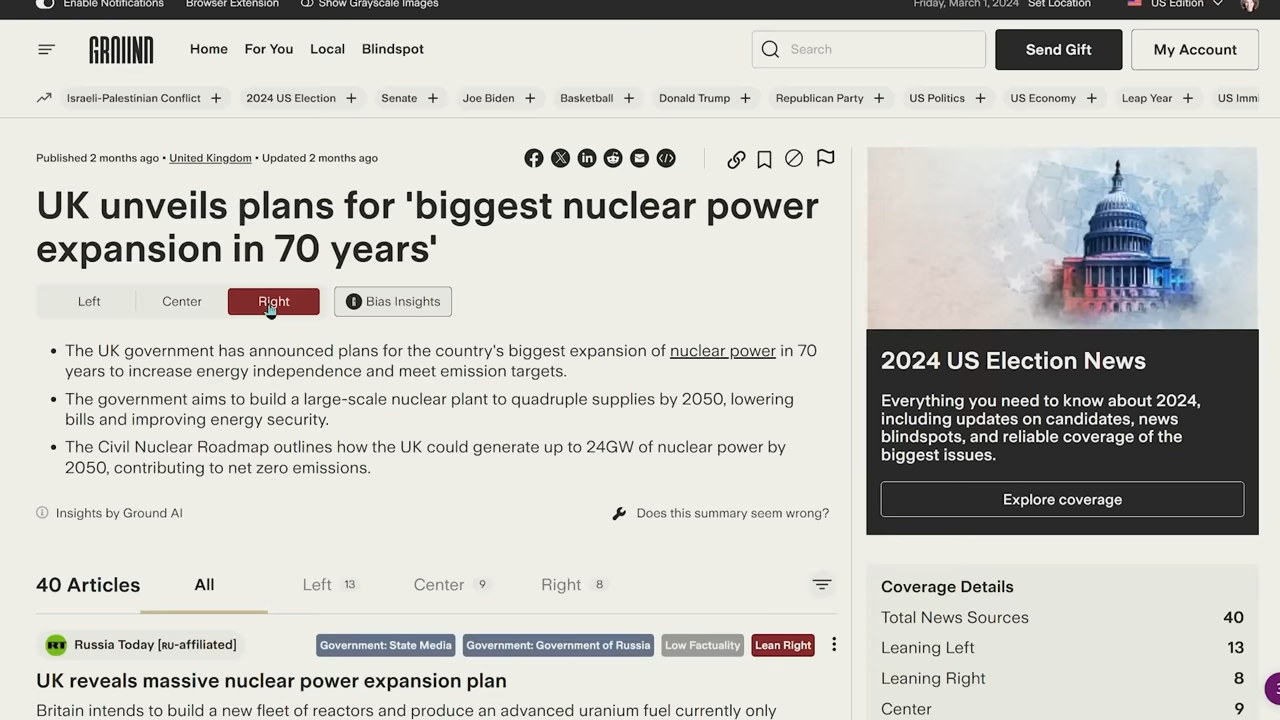 Enable Notifications Browser Extension Show Grayscale Images Friday, March 1, 2024 Set Location US Edition
GROUND Home For You Local Blindspot Search Send Gift My Account
Israeli-Palestinian Conflict + 2024 US Election + Senate + Joe Biden + Basketball + Donald Trump + Republican Party + US Politics + US Economy + Leap Year + US Immi
Published 2 months ago • United Kingdom • Updated 2 months ago
UK unveils plans for 'biggest nuclear power
expansion in 70 years'
Left Center Right Bias Insights
• The UK government has announced plans for the country's biggest expansion of nuclear power in 70
years to increase energy independence and meet emission targets.
• The government aims to build a large-scale nuclear plant to quadruple supplies by 2050, lowering
bills and improving energy security.
• The Civil Nuclear Roadmap outlines how the UK could generate up to 24GW of nuclear power by
2050, contributing to net zero emissions.
Insights by Ground AI Does this summary seem wrong?
40 Articles All Left 13 Center 9 Right 8
RT Russia Today [RU-affiliated] Government: State Media Government: Government of Russia Low Factuality Lean Right
UK reveals massive nuclear power expansion plan
Britain intends to build a new fleet of reactors and produce an advanced uranium fuel currently only
2024 US Election News
Everything you need to know about 2024,
including updates on candidates, news
blindspots, and reliable coverage of the
biggest issues.
Explore coverage
Coverage Details
Total News Sources 40
Leaning Left 13
Leaning Right 8
Center 9